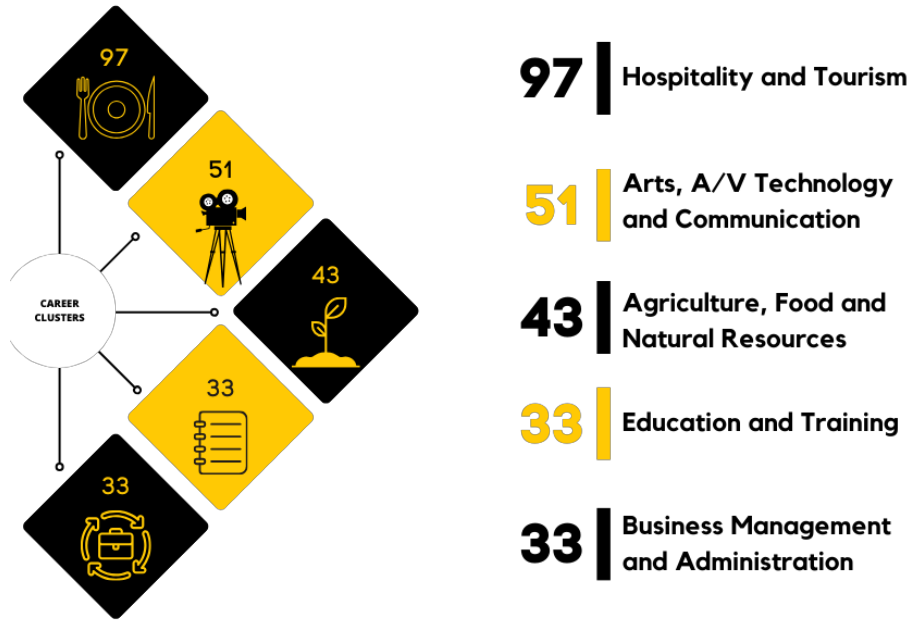 97
51
43
CAREER
CLUSTERS
33
33
97 Hospitality and Tourism
51 Arts, A/V Technology
and Communication
43 Agriculture, Food and
Natural Resources
33 Education and Training
33 Business Management
and Administration